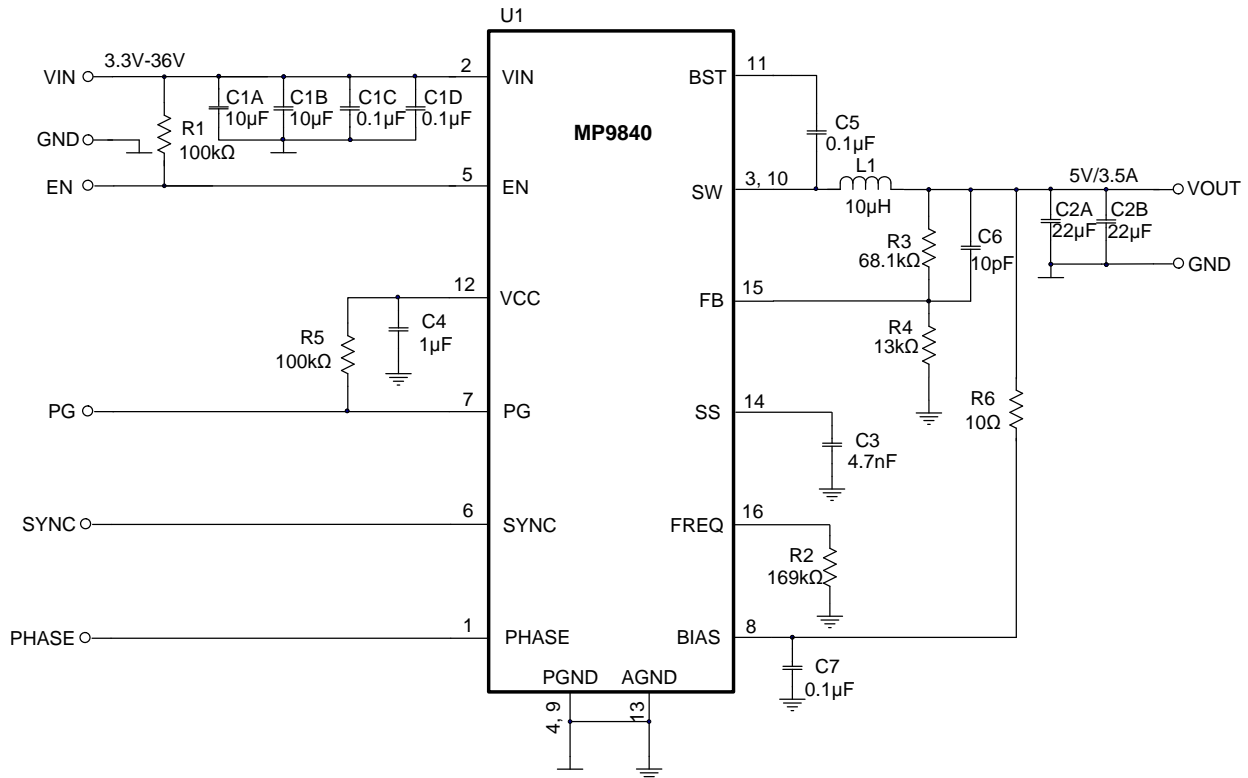 U1
3.3V-36V
VIN
2
VIN
BST
11
C1A
10µF
C1B
10µF
C1C
0.1µF
C1D
0.1µF
R1
100kΩ
GND
MP9840
C5
0.1µF
EN
5
EN
SW
3, 10
L1
10µH
5V/3.5A
VOUT
C2A
22µF
C2B
22µF
R3
68.1kΩ
C6
10pF
GND
12
VCC
FB
15
R5
100kΩ
C4
1µF
R4
13kΩ
PG
7
PG
SS
14
R6
10Ω
C3
4.7nF
SYNC
6
SYNC
FREQ
16
R2
169kΩ
PHASE
1
PHASE
BIAS
8
C7
0.1µF
PGND
AGND
4, 9
13